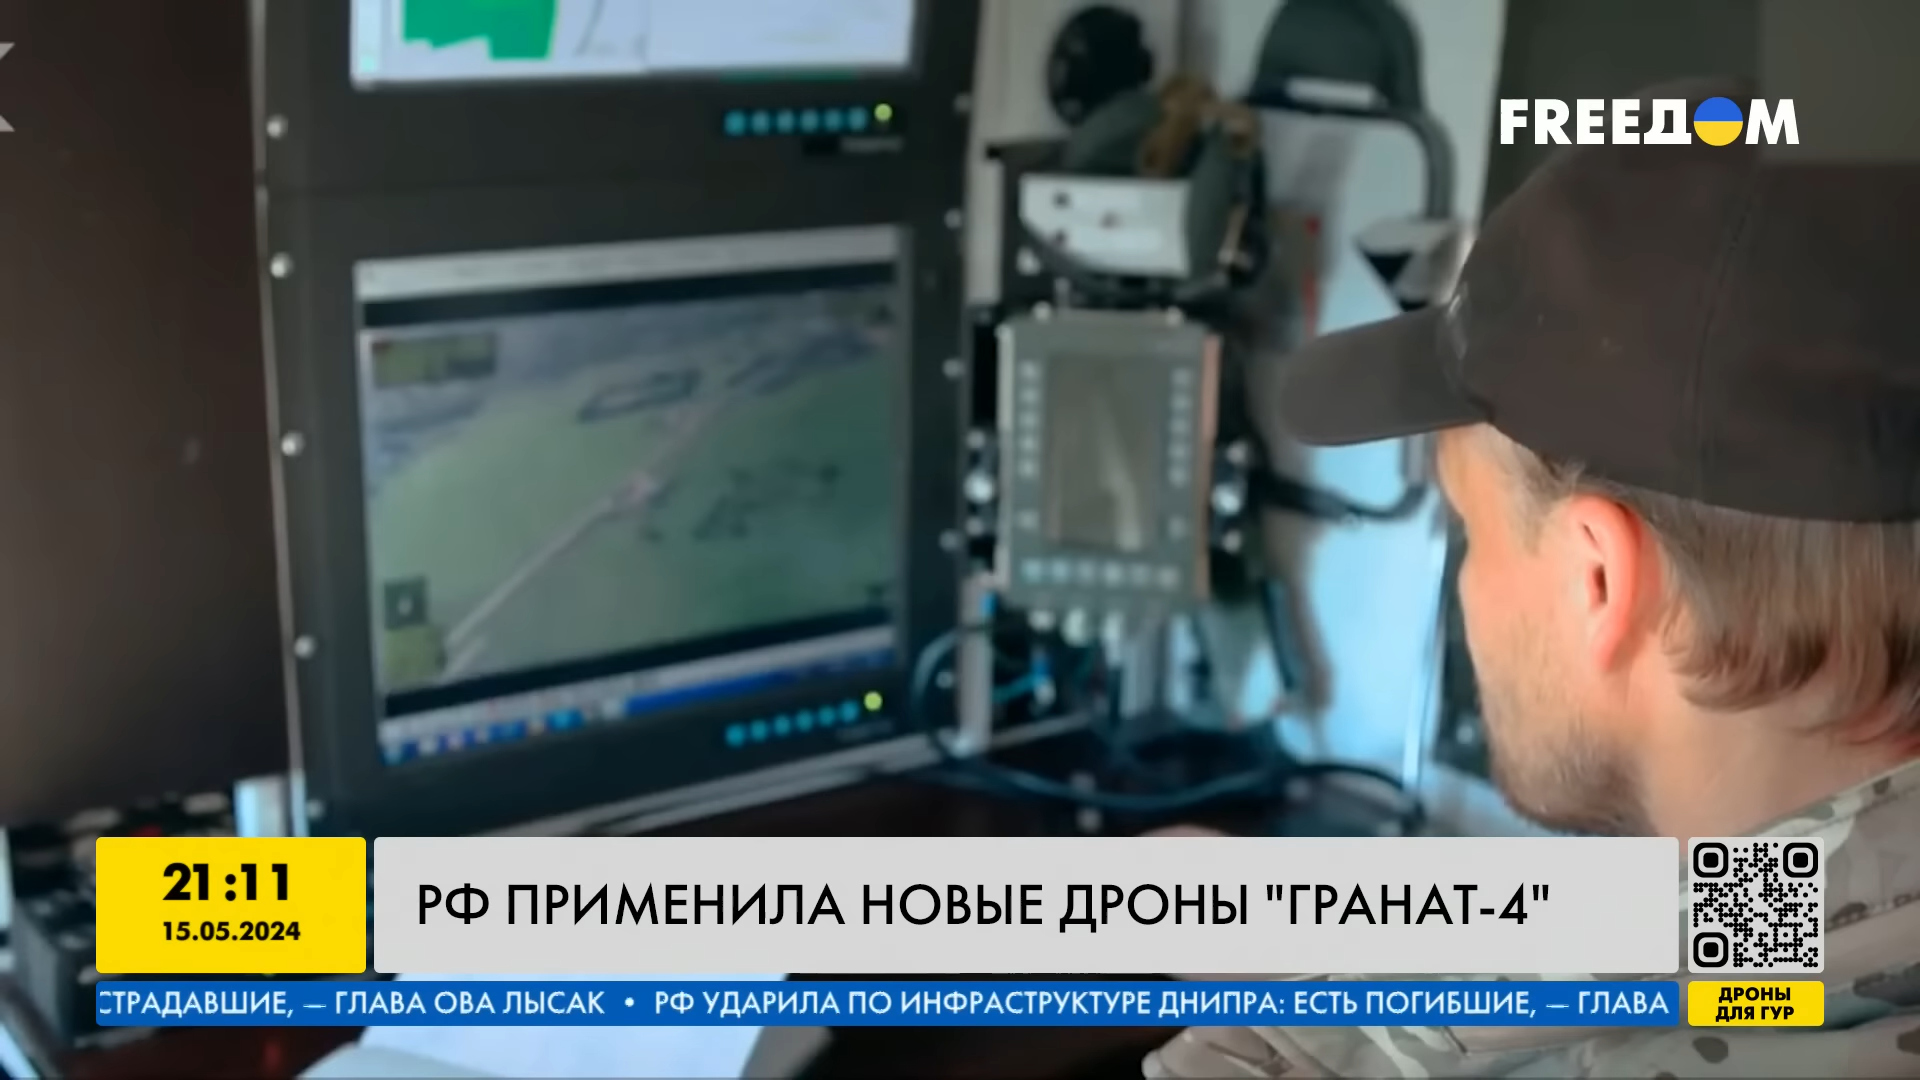 FREEДOM
21:11
15.05.2024
РФ ПРИМЕНИЛА НОВЫЕ ДРОНЫ "ГРАНАТ-4"
СТРАДАВШИЕ, — ГЛАВА ОВА ЛЫСАК • РФ УДАРИЛА ПО ИНФРАСТРУКТУРЕ ДНИПРА: ЕСТЬ ПОГИБШИЕ, — ГЛАВА
ДРОНЫ
ДЛЯ ГУР